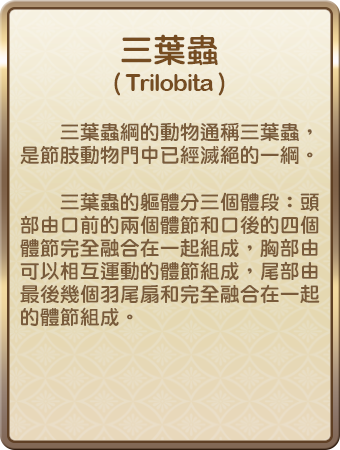 三葉蟲
( Trilobita )
三葉蟲綱的動物通稱三葉蟲，
是節肢動物門中已經滅絕的一綱。
三葉蟲的軀體分三個體段：頭
部由口前的兩個體節和口後的四個
體節完全融合在一起組成，胸部由
可以相互運動的體節組成，尾部由
最後幾個羽尾扇和完全融合在一起
的體節組成。